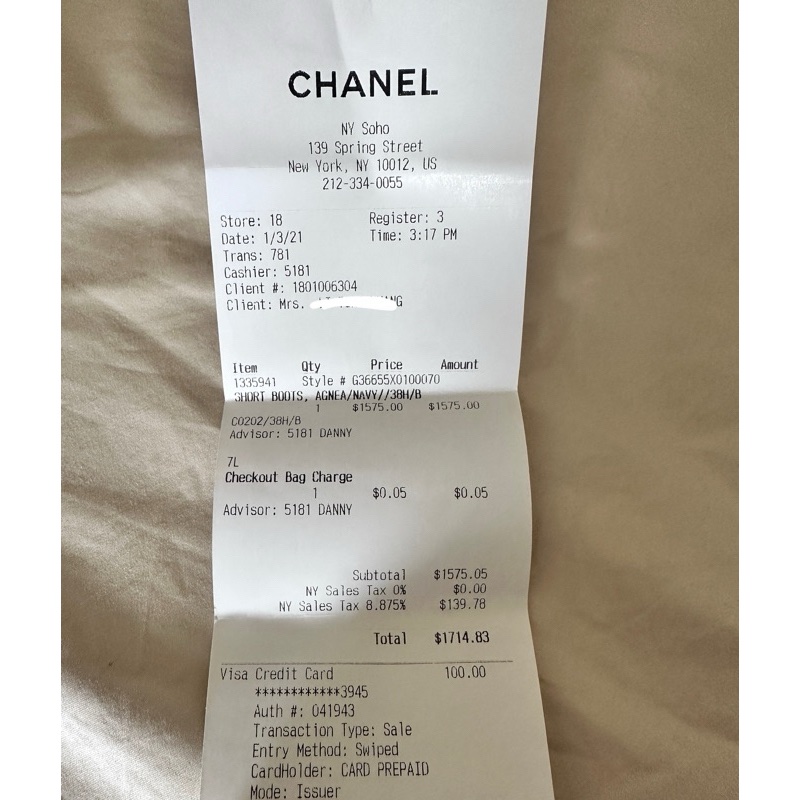 CHANEL
NY Soho
139 Spring Street
New York, NY 10012, US
212-334-0055
Store: 18 Register: 3
Date: 1/3/21 Time: 3:17 PM
Trans: 781
Cashier: 5181
Client #: 1801006304
Client: Mrs.
Item Qty Price Amount
1335941 Style # G36655X0100070
SHORT BOOTS, AGNEA/NAVY//38H/B
1 $1575.00 $1575.00
C0202/38H/B
Advisor: 5181 DANNY
7L
Checkout Bag Charge
1 $0.05 $0.05
Advisor: 5181 DANNY
Subtotal $1575.05
NY Sales Tax 0% $0.00
NY Sales Tax 8.875% $139.78
Total $1714.83
Visa Credit Card 100.00
************3945
Auth #: 041943
Transaction Type: Sale
Entry Method: Swiped
CardHolder: CARD PREPAID
Mode: Issuer